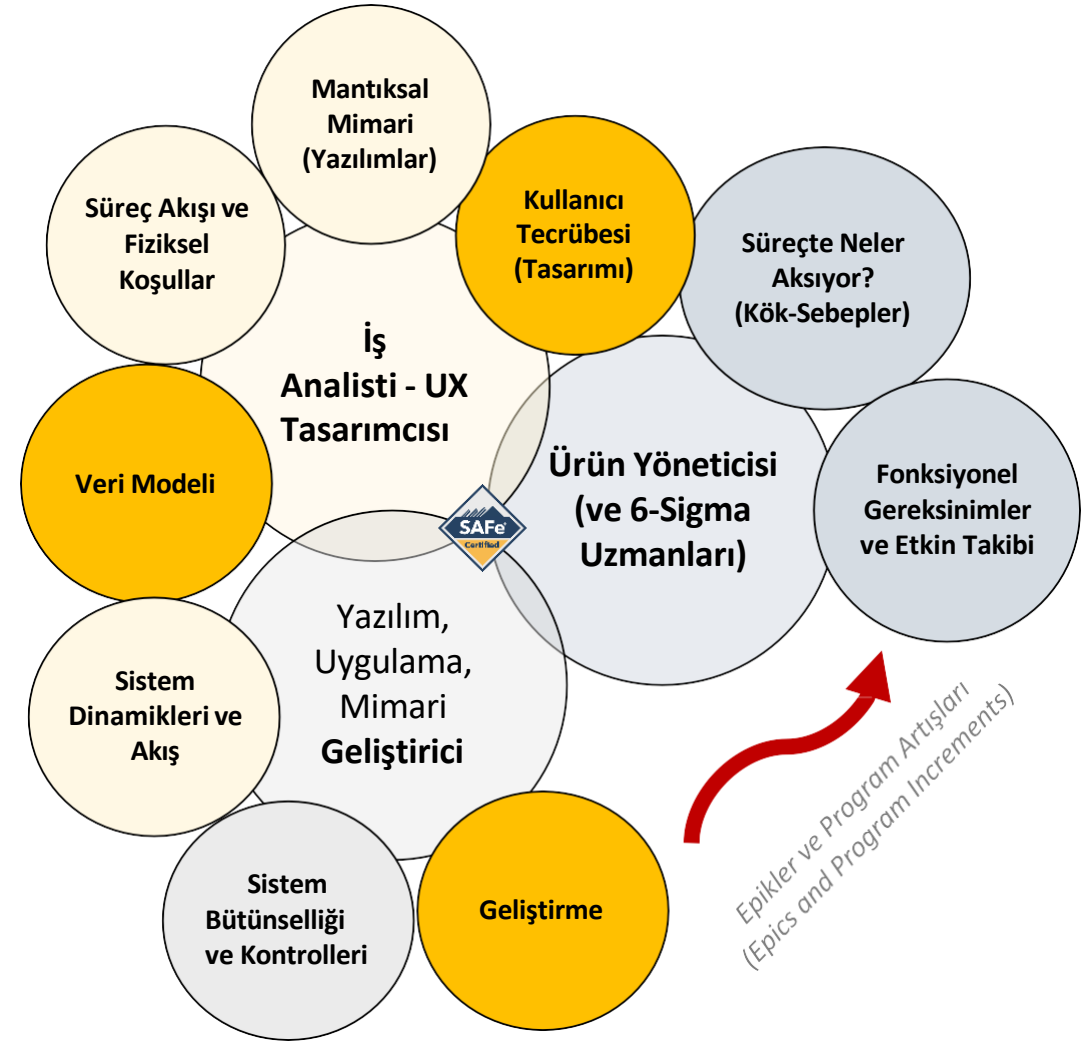 Mantıksal
Mimari
(Yazılımlar)
Süreç Akışı ve
Fiziksel
Koşullar
Kullanıcı
Tecrübesi
(Tasarımı)
Süreçte Neler
Aksıyor?
(Kök-Sebepler)
İş
Analisti - UX
Tasarımcısı
Veri Modeli
Ürün Yöneticisi
(ve 6-Sigma
Uzmanları)
Fonksiyonel
Gereksinimler
ve Etkin Takibi
SAFe®
Certified
Yazılım,
Uygulama,
Mimari
Geliştirici
Sistem
Dinamikleri ve
Akış
Sistem
Bütünselliği
ve Kontrolleri
Geliştirme
Epikler ve Program Artışları
(Epics and Program Increments)